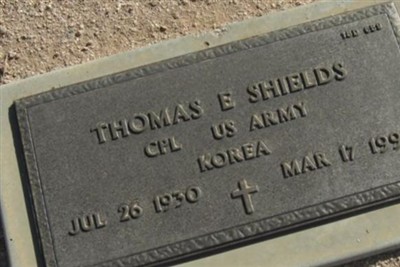 THOMAS E SHIELDS
CPL US ARMY
KOREA
JUL 26 1930 MAR 17